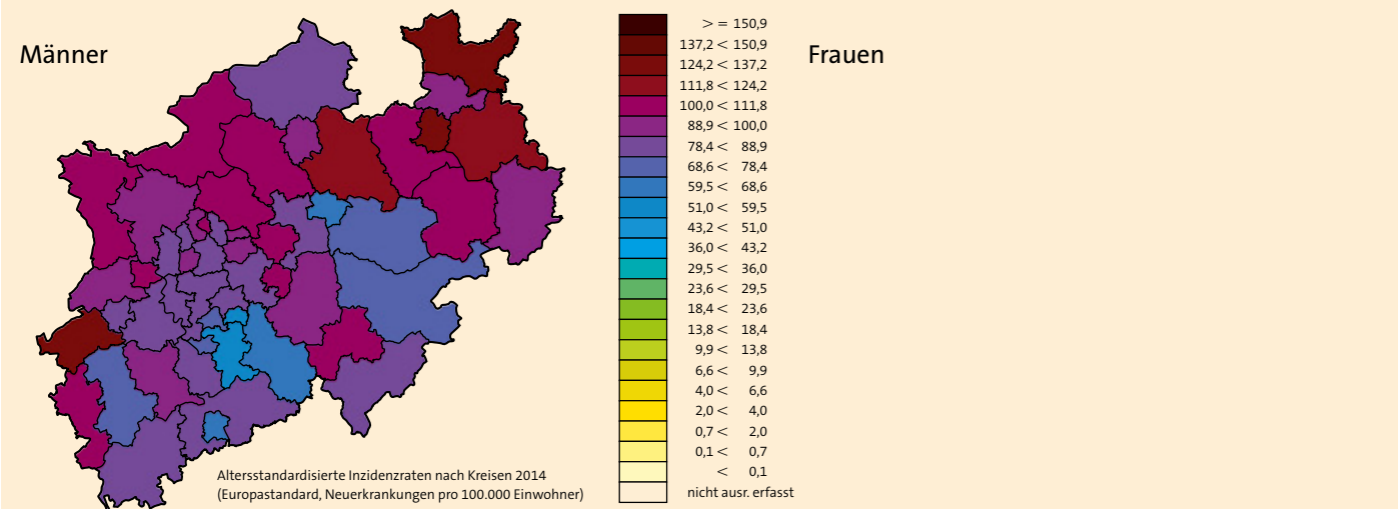 Männer
Frauen
> = 150,9
137,2 < 150,9
124,2 < 137,2
111,8 < 124,2
100,0 < 111,8
88,9 < 100,0
78,4 < 88,9
68,6 < 78,4
59,5 < 68,6
51,0 < 59,5
43,2 < 51,0
36,0 < 43,2
29,5 < 36,0
23,6 < 29,5
18,4 < 23,6
13,8 < 18,4
9,9 < 13,8
6,6 < 9,9
4,0 < 6,6
2,0 < 4,0
0,7 < 2,0
0,1 < 0,7
< 0,1
nicht ausr. erfasst
Altersstandardisierte Inzidenzraten nach Kreisen 2014
(Europastandard, Neuerkrankungen pro 100.000 Einwohner)